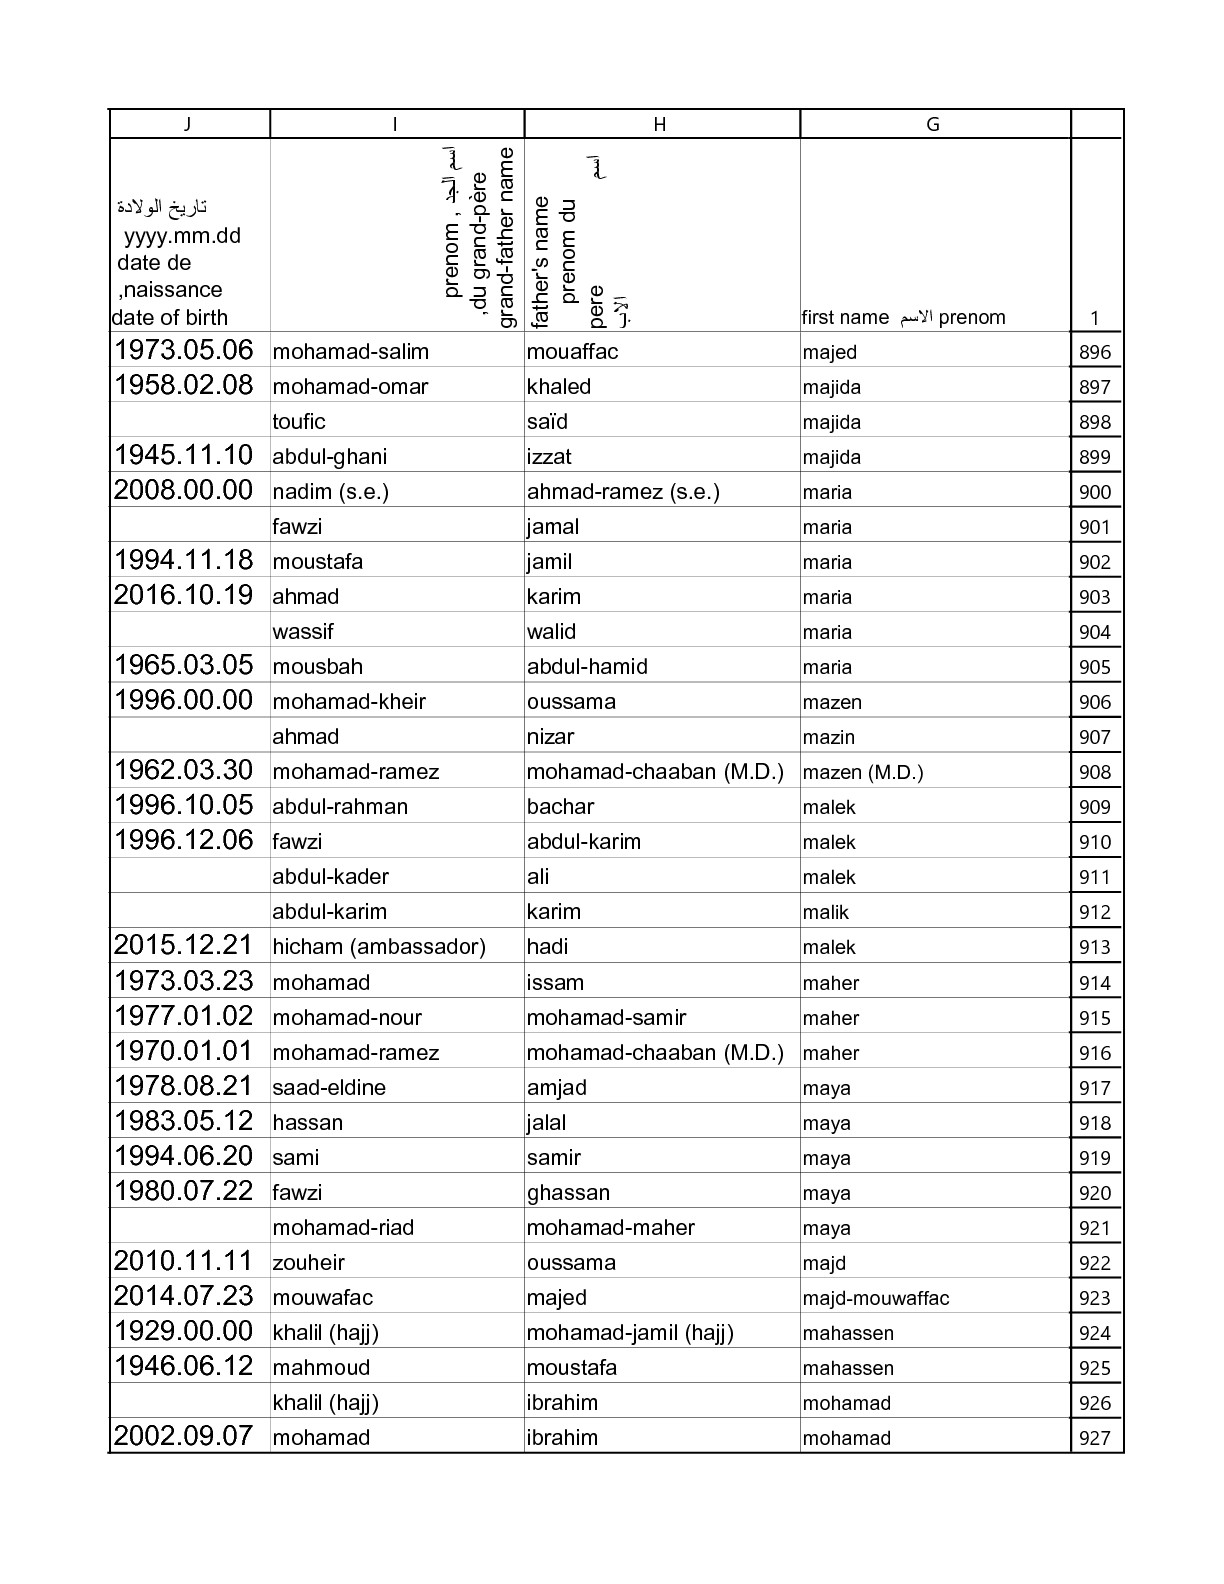 J I H G
تاريخ الولادة
yyyy.mm.dd
date de
,naissance
date of birth
prenom , اسم الجد
,du grand-père
grand-father name
father's name
prenom du
pere اسم
الاب
first name الاسم prenom 1
1973.05.06 mohamad-salim mouaffac majed 896
1958.02.08 mohamad-omar khaled majida 897
toufic saïd majida 898
1945.11.10 abdul-ghani izzat majida 899
2008.00.00 nadim (s.e.) ahmad-ramez (s.e.) maria 900
fawzi jamal maria 901
1994.11.18 moustafa jamil maria 902
2016.10.19 ahmad karim maria 903
wassif walid maria 904
1965.03.05 mousbah abdul-hamid maria 905
1996.00.00 mohamad-kheir oussama mazen 906
ahmad nizar mazin 907
1962.03.30 mohamad-ramez mohamad-chaaban (M.D.) mazen (M.D.) 908
1996.10.05 abdul-rahman bachar malek 909
1996.12.06 fawzi abdul-karim malek 910
abdul-kader ali malek 911
abdul-karim karim malik 912
2015.12.21 hicham (ambassador) hadi malek 913
1973.03.23 mohamad issam maher 914
1977.01.02 mohamad-nour mohamad-samir maher 915
1970.01.01 mohamad-ramez mohamad-chaaban (M.D.) maher 916
1978.08.21 saad-eldine amjad maya 917
1983.05.12 hassan jalal maya 918
1994.06.20 sami samir maya 919
1980.07.22 fawzi ghassan maya 920
mohamad-riad mohamad-maher maya 921
2010.11.11 zouheir oussama majd 922
2014.07.23 mouwafac majed majd-mouwaffac 923
1929.00.00 khalil (hajj) mohamad-jamil (hajj) mahassen 924
1946.06.12 mahmoud moustafa mahassen 925
khalil (hajj) ibrahim mohamad 926
2002.09.07 mohamad ibrahim mohamad 927